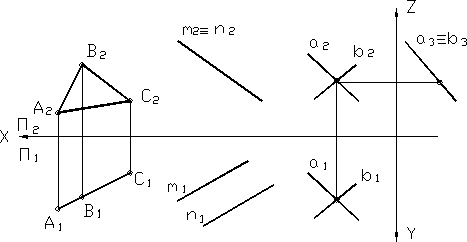 Z
m₂≡ n₂
a₂
b₂
a₃≡b₃
B₂
A₂
C₂
П₂
X
П₁
C₁
A₁
B₁
m₁
n₁
a₁
b₁
Y